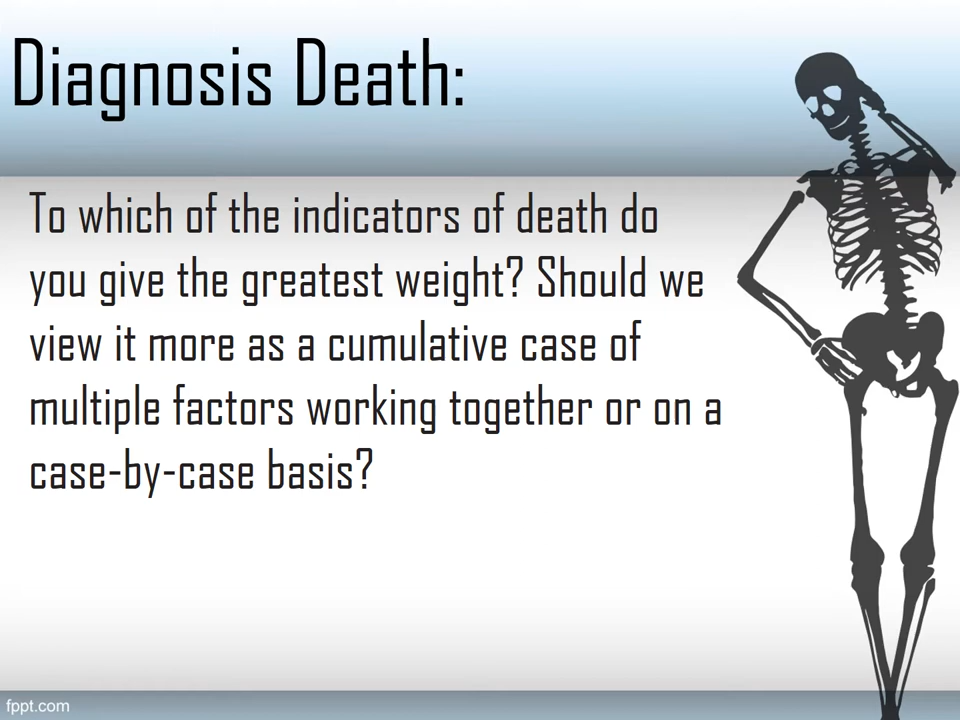 Diagnosis Death:
To which of the indicators of death do
you give the greatest weight? Should we
view it more as a cumulative case of
multiple factors working together or on a
case-by-case basis?
fppt.com